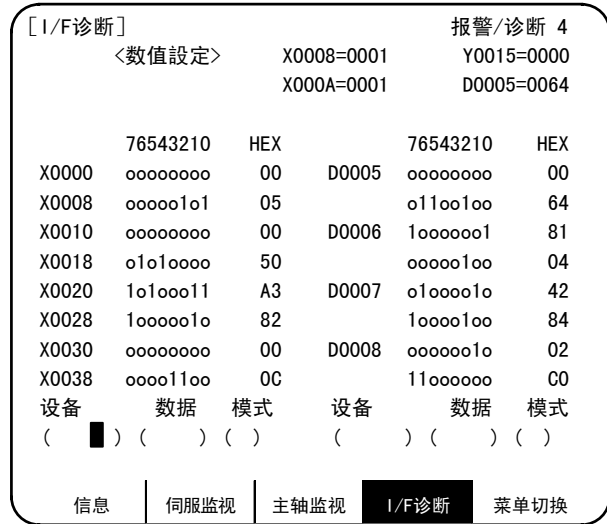 [I/F诊断] 报警/诊断 4
<数值設定> X0008=0001 Y0015=0000
X000A=0001 D0005=0064
76543210 HEX 76543210 HEX
X0000 oooooooo 00 D0005 oooooooo 00
X0008 ooooo1o1 05 o11oo1oo 64
X0010 oooooooo 00 D0006 1oooooo1 81
X0018 o1o1oooo 50 ooooo1oo 04
X0020 1o1ooo11 A3 D0007 o1oooo1o 42
X0028 1ooooo1o 82 1oooo1oo 84
X0030 oooooooo 00 D0008 oooooo1o 02
X0038 oooo11oo 0C 11oooooo C0
设备 数据 模式 设备 数据 模式
( ) ( ) ( ) ( ) ( ) ( )
信息 伺服监视 主轴监视 I/F诊断 菜单切换